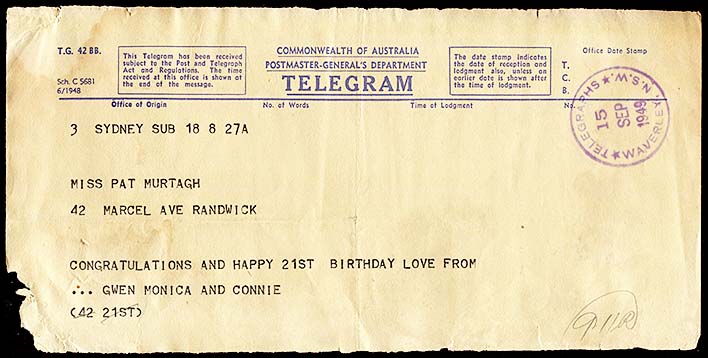 T.G. 42 BB.
Sch. C 5681
6/1948
This Telegram has been received
subject to the Post and Telegraph
Act and Regulations. The time
received at this office is shown at
the end of the message.
COMMONWEALTH OF AUSTRALIA
POSTMASTER-GENERAL'S DEPARTMENT
TELEGRAM
The date stamp indicates
the date of reception and
lodgment also, unless an
earlier date is shown after
the time of lodgment.
Office Date Stamp
T.
C.
B.
No.
Office of Origin No. of Words Time of Lodgment
TELEGRAPHS
15
SEP
1949
WAVERLEY. N.S.W.
3 SYDNEY SUB 18 8 27A
MISS PAT MURTAGH
42 MARCEL AVE RANDWICK
CONGRATULATIONS AND HAPPY 21ST BIRTHDAY LOVE FROM
... GWEN MONICA AND CONNIE
(42 21ST)